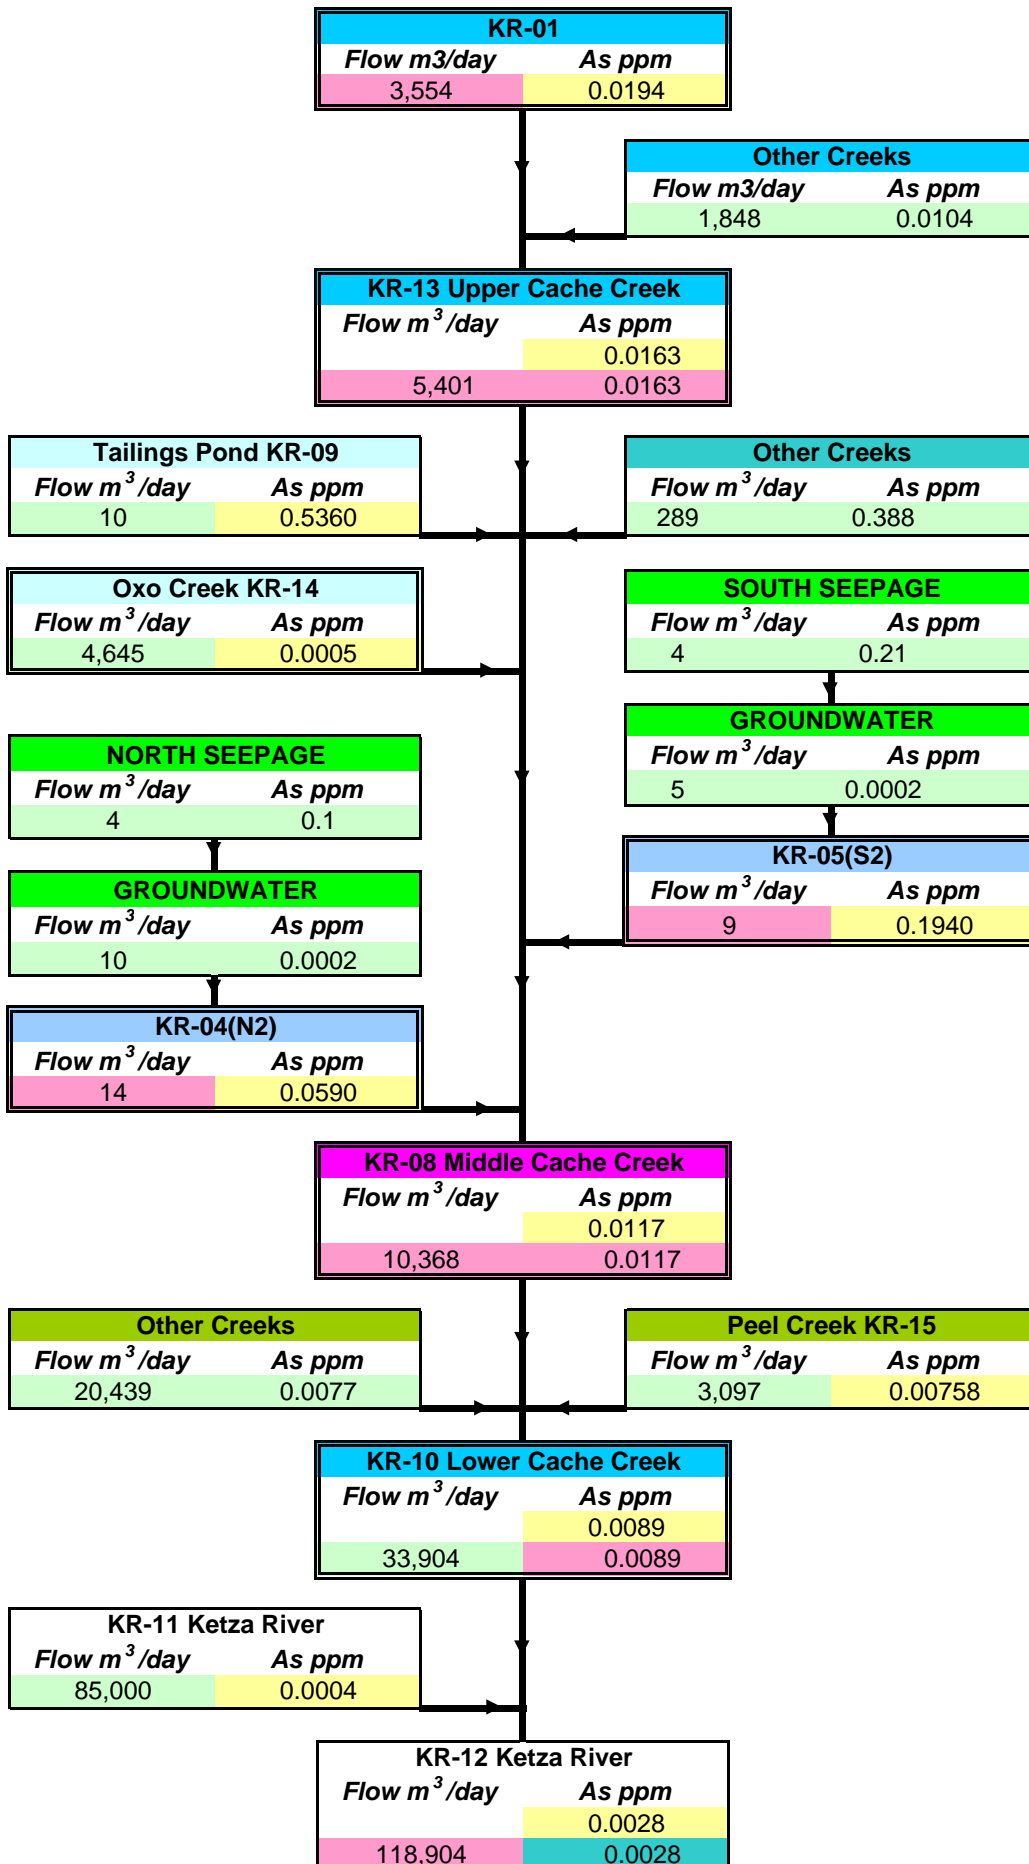 KR-01
Flow m3/day As ppm
3,554 0.0194
Other Creeks
Flow m3/day As ppm
1,848 0.0104
KR-13 Upper Cache Creek
Flow m³/day As ppm
0.0163
5,401 0.0163
Tailings Pond KR-09
Flow m³/day As ppm
10 0.5360
Other Creeks
Flow m³/day As ppm
289 0.388
Oxo Creek KR-14
Flow m³/day As ppm
4,645 0.0005
SOUTH SEEPAGE
Flow m³/day As ppm
4 0.21
GROUNDWATER
Flow m³/day As ppm
5 0.0002
NORTH SEEPAGE
Flow m³/day As ppm
4 0.1
KR-05(S2)
Flow m³/day As ppm
9 0.1940
GROUNDWATER
Flow m³/day As ppm
10 0.0002
KR-04(N2)
Flow m³/day As ppm
14 0.0590
KR-08 Middle Cache Creek
Flow m³/day As ppm
0.0117
10,368 0.0117
Other Creeks
Flow m³/day As ppm
20,439 0.0077
Peel Creek KR-15
Flow m³/day As ppm
3,097 0.00758
KR-10 Lower Cache Creek
Flow m³/day As ppm
0.0089
33,904 0.0089
KR-11 Ketza River
Flow m³/day As ppm
85,000 0.0004
KR-12 Ketza River
Flow m³/day As ppm
0.0028
118,904 0.0028